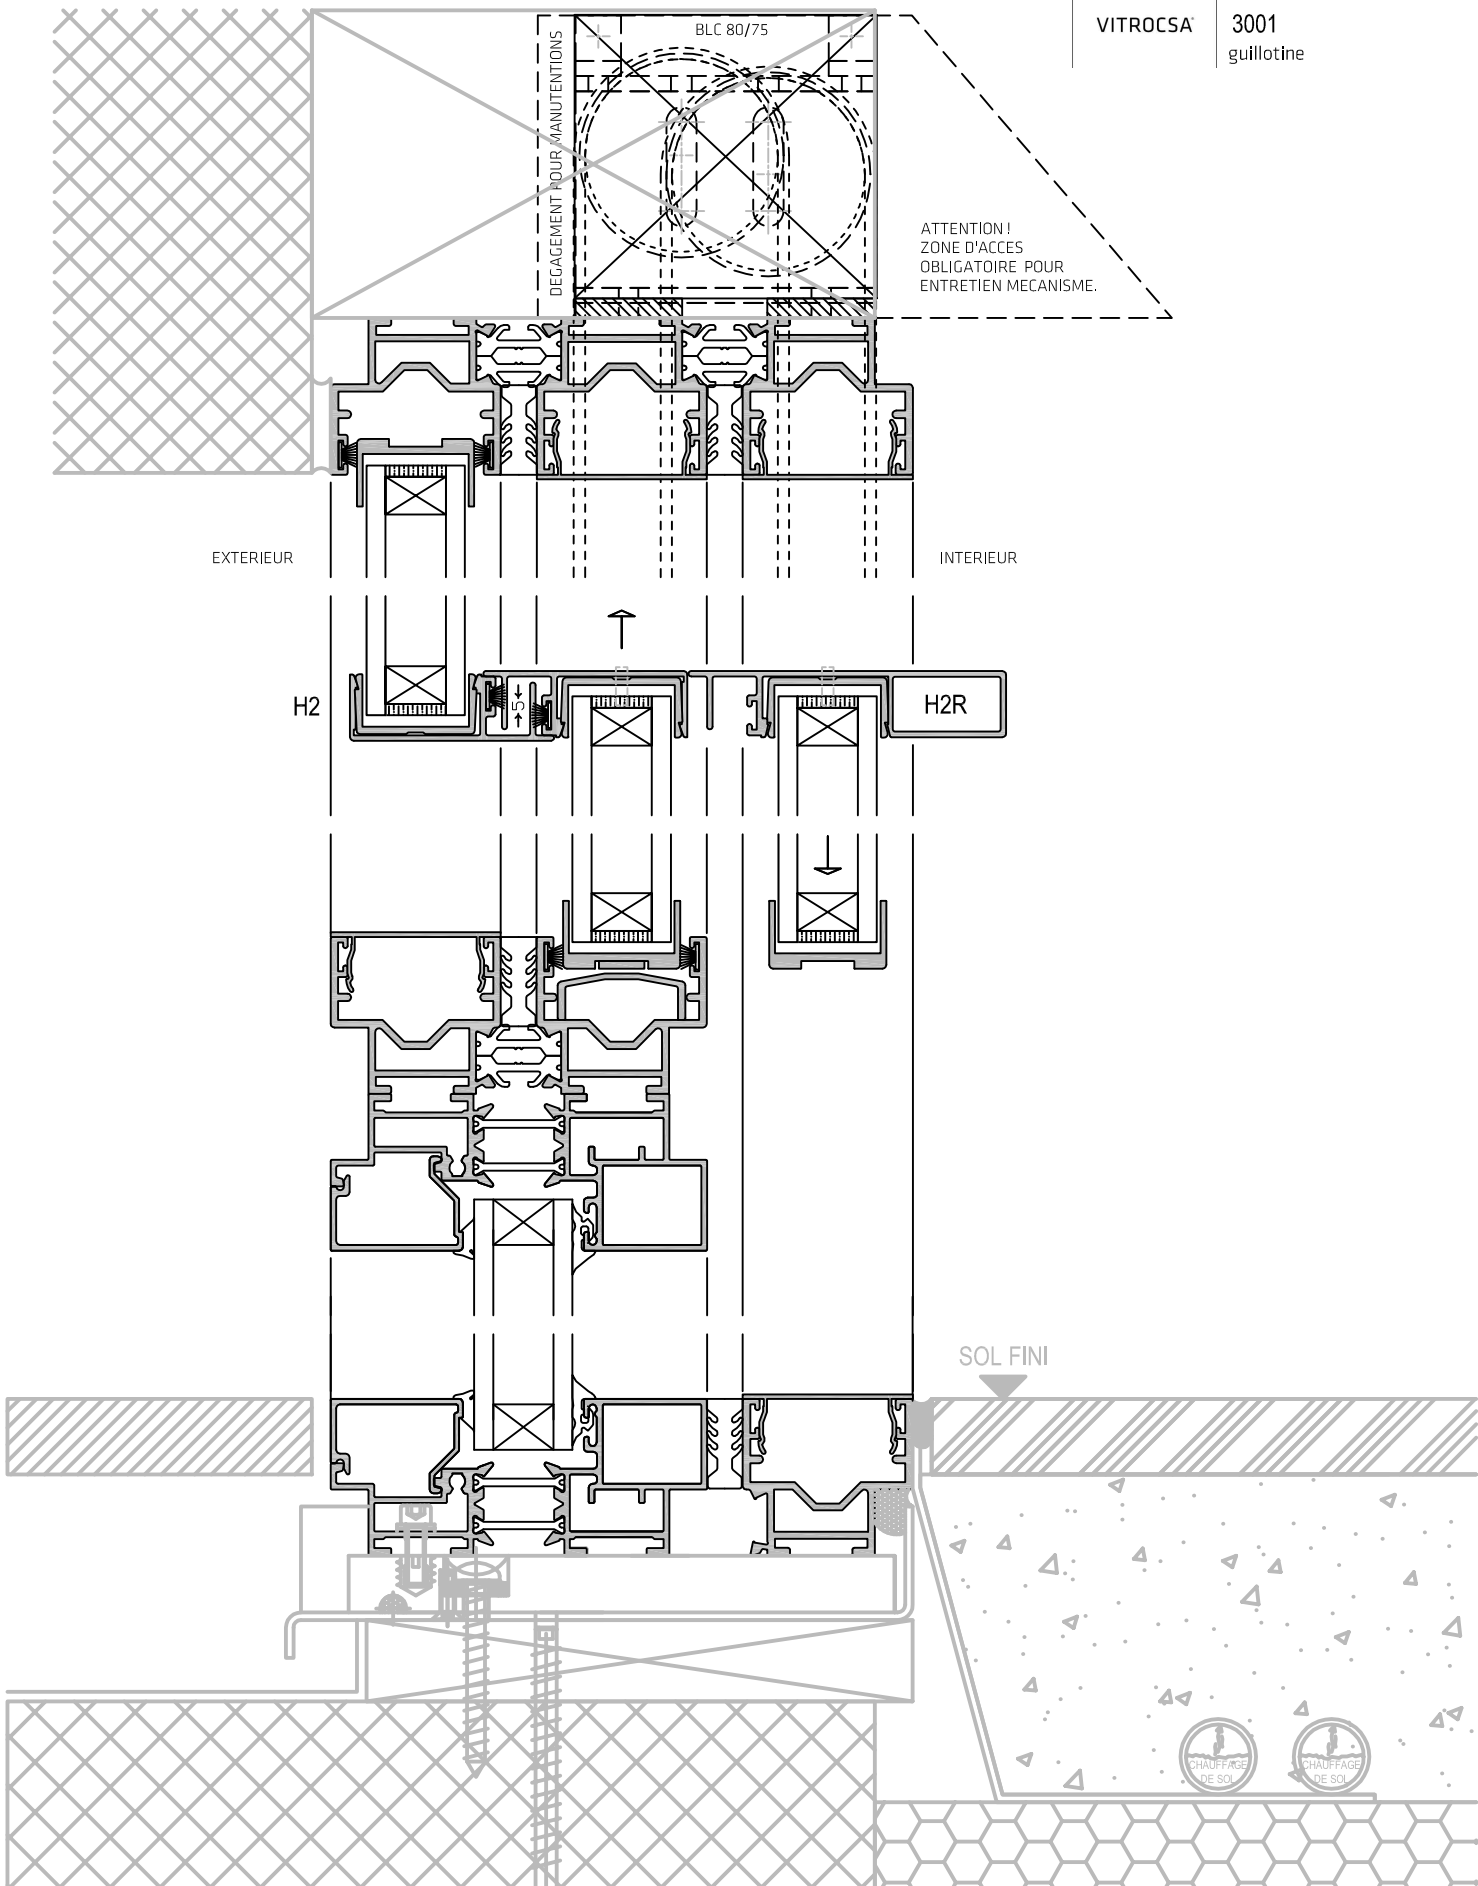 VITROCSA
3001
guillotine
BLC 80/75
DEGAGEMENT POUR MANUTENTIONS
ATTENTION !
ZONE D'ACCES
OBLIGATOIRE POUR
ENTRETIEN MECANISME.
EXTERIEUR
INTERIEUR
H2
5
H2R
SOL FINI
CHAUFFAGE
DE SOL
CHAUFFAGE
DE SOL